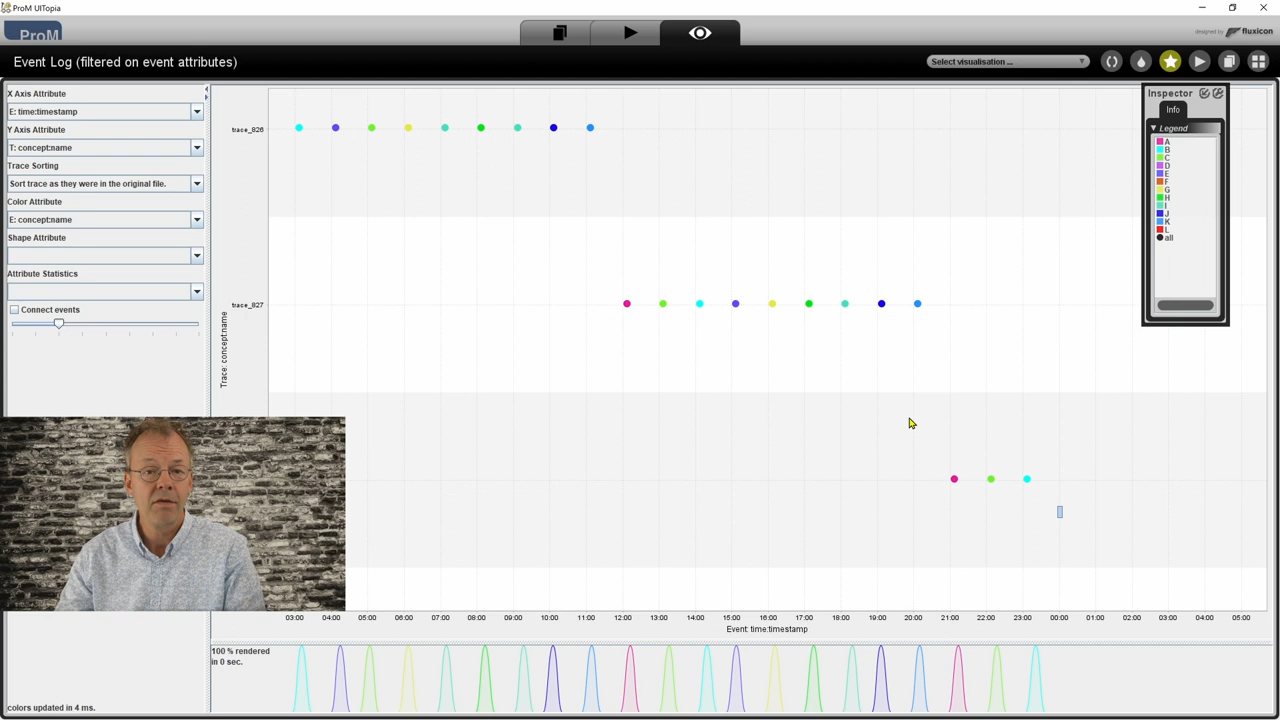 ProM UITopia
ProM
designed by fluxicon
Event Log (filtered on event attributes)
Select visualisation ...
X Axis Attribute
E: time:timestamp
Y Axis Attribute
T: concept:name
Trace Sorting
Sort trace as they were in the original file.
Color Attribute
E: concept:name
Shape Attribute
Attribute Statistics
Connect events
trace_826
trace_827
Trace: concept:name
Inspector
Info
Legend
A
B
C
D
E
F
G
H
I
J
K
L
all
03:00 04:00 05:00 06:00 07:00 08:00 09:00 10:00 11:00 12:00 13:00 14:00 15:00 16:00 17:00 18:00 19:00 20:00 21:00 22:00 23:00 00:00 01:00 02:00 03:00 04:00 05:00
Event: time:timestamp
100 % rendered
in 0 sec.
colors updated in 4 ms.